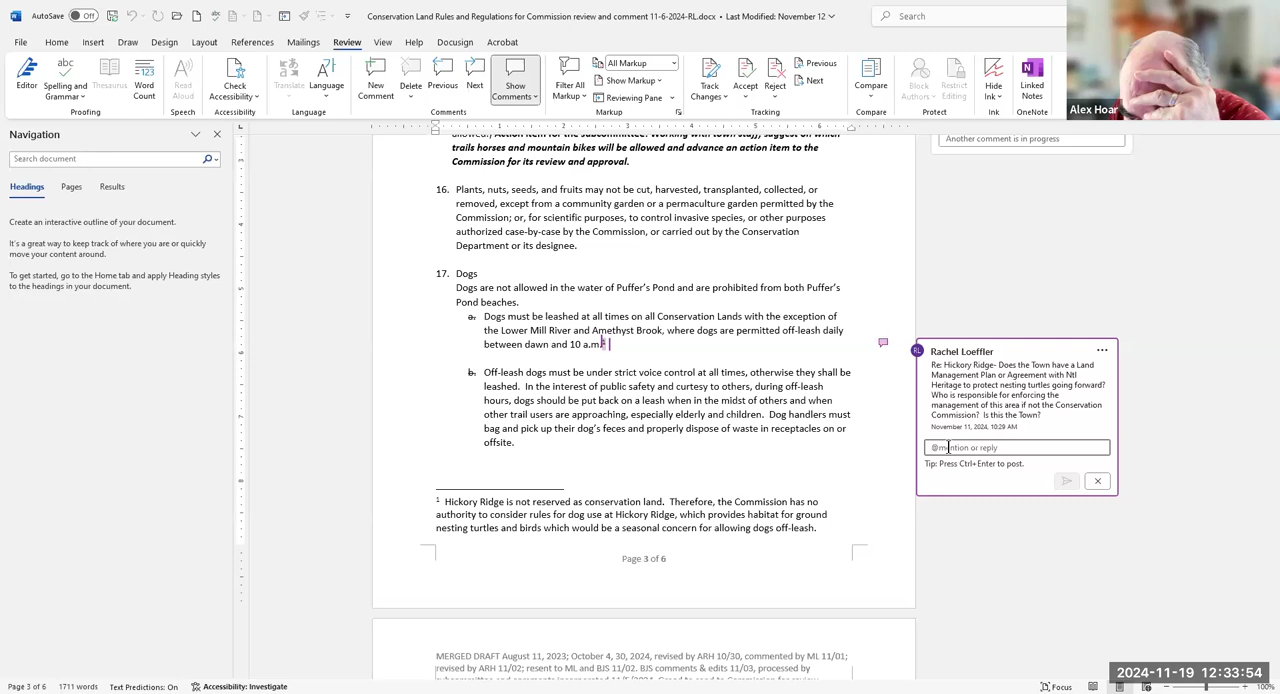 AutoSave Off
Conservation Land Rules and Regulations for Commission review and comment 11-6-2024-RL.docx • Last Modified: November 12
Search
File Home Insert Draw Design Layout References Mailings Review View Help Docusign Acrobat
Editor
Spelling and Grammar
Thesaurus
Word Count
Read Aloud
Check Accessibility
Translate
Language
New Comment
Delete
Previous
Next
Show Comments
Filter All Markup
All Markup
Show Markup
Reviewing Pane
Track Changes
Accept
Reject
Previous
Next
Compare
Block Authors
Restrict Editing
Hide Ink
Linked Notes
Proofing Speech Accessibility Language Comments Markup Tracking Compare Protect Ink OneNote
Alex Hoar
Navigation
Search document
Headings Pages Results
Create an interactive outline of your document.
It's a great way to keep track of where you are or quickly
move your content around.
To get started, go to the Home tab and apply Heading styles
to the headings in your document.
trails horses and mountain bikes will be allowed and advance an action item to the
Commission for its review and approval.
16. Plants, nuts, seeds, and fruits may not be cut, harvested, transplanted, collected, or
removed, except from a community garden or a permaculture garden permitted by the
Commission; or, for scientific purposes, to control invasive species, or other purposes
authorized case-by-case by the Commission, or carried out by the Conservation
Department or its designee.
17. Dogs
Dogs are not allowed in the water of Puffer's Pond and are prohibited from both Puffer's
Pond beaches.
a. Dogs must be leashed at all times on all Conservation Lands with the exception of
the Lower Mill River and Amethyst Brook, where dogs are permitted off-leash daily
between dawn and 10 a.m.1
b. Off-leash dogs must be under strict voice control at all times, otherwise they shall be
leashed. In the interest of public safety and curtesy to others, during off-leash
hours, dogs should be put back on a leash when in the midst of others and when
other trail users are approaching, especially elderly and children. Dog handlers must
bag and pick up their dog's feces and properly dispose of waste in receptacles on or
offsite.
1 Hickory Ridge is not reserved as conservation land. Therefore, the Commission has no
authority to consider rules for dog use at Hickory Ridge, which provides habitat for ground
nesting turtles and birds which would be a seasonal concern for allowing dogs off-leash.
Page 3 of 6
MERGED DRAFT August 11, 2023; October 4, 30, 2024, revised by ARH 10/30, commented by ML 11/01;
revised by ARH 11/02; resent to ML and BJS 11/02. BJS comments & edits 11/03, processed by
Another comment is in progress
RL
Rachel Loeffler
Re: Hickory Ridge- Does the Town have a Land
Management Plan or Agreement with Ntl
Heritage to protect nesting turtles going forward?
Who is responsible for enforcing the
management of this area if not the Conservation
Commission? Is this the Town?
November 11, 2024, 10:29 AM
@mention or reply
Tip: Press Ctrl+Enter to post.
2024-11-19 12:33:54
Page 3 of 6 1711 words Text Predictions: On Accessibility: Investigate
Focus
100%